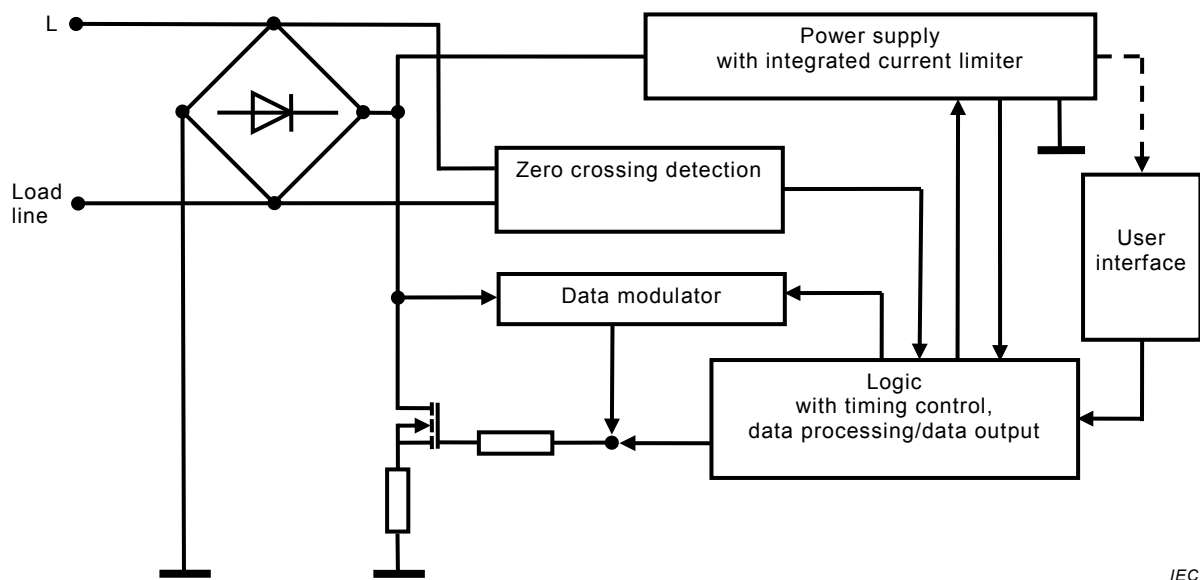 L
Power supply
with integrated current limiter
Zero crossing detection
Load
line
User
interface
Data modulator
Logic
with timing control,
data processing/data output
IEC